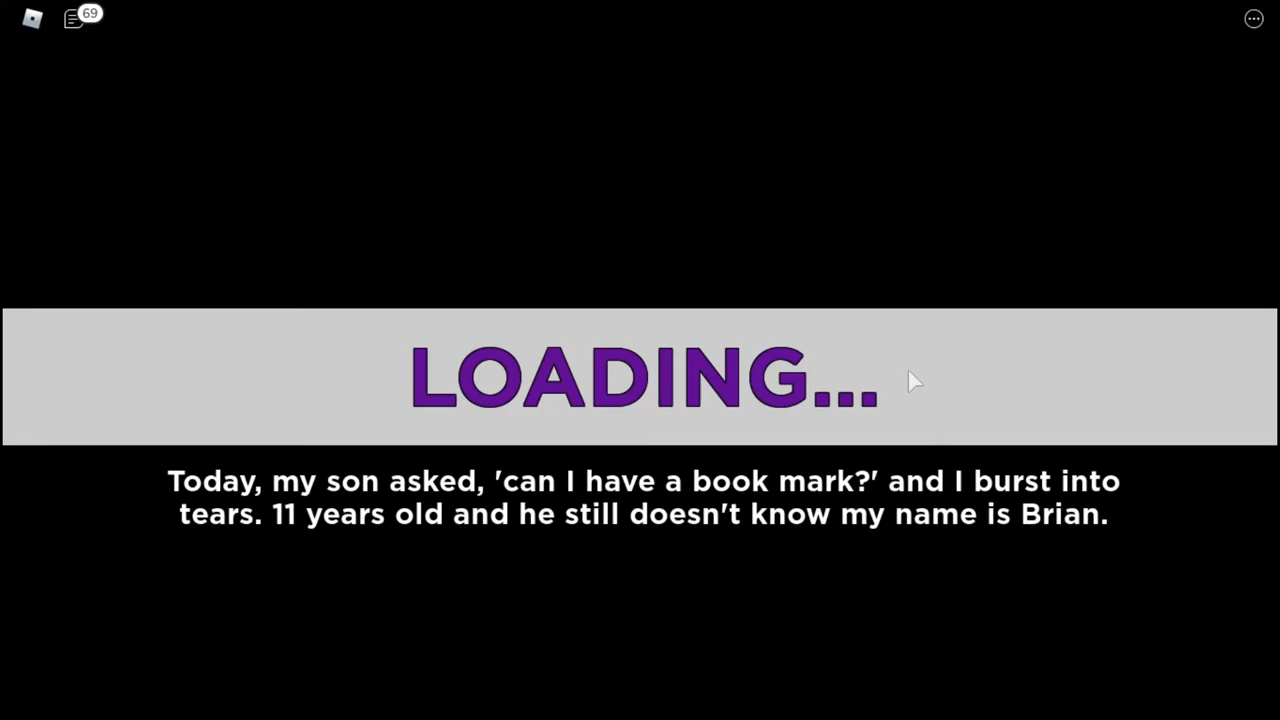 69
LOADING...
Today, my son asked, 'can I have a book mark?' and I burst into
tears. 11 years old and he still doesn't know my name is Brian.